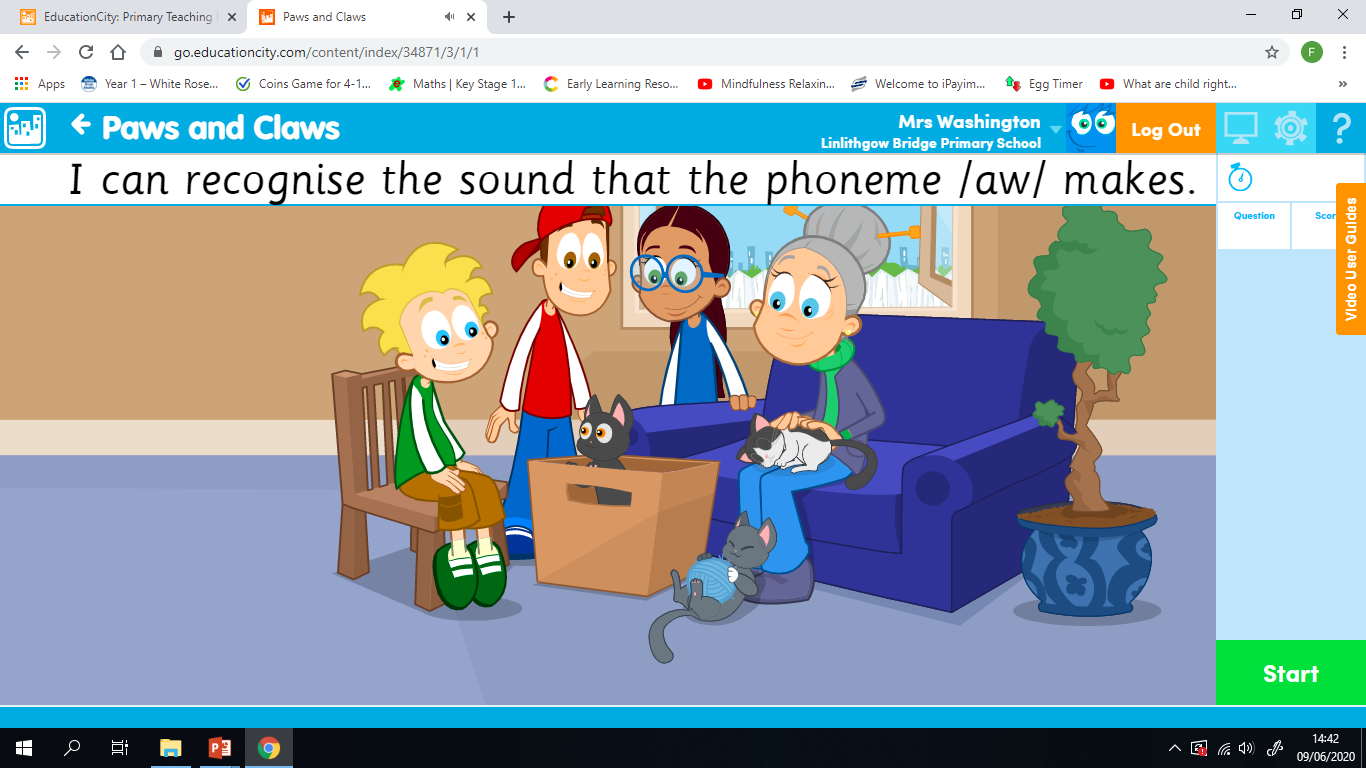 EducationCity: Primary Teaching
Paws and Claws
go.educationcity.com/content/index/34871/3/1/1
F
Apps
Year 1 – White Rose...
Coins Game for 4-1...
Maths | Key Stage 1...
Early Learning Reso...
Mindfulness Relaxin...
Welcome to iPayim...
Egg Timer
What are child right...
»
Paws and Claws
Mrs Washington
Linlithgow Bridge Primary School
Log Out
?
I can recognise the sound that the phoneme /aw/ makes.
Question
Scor
Video User Guides
Start
14:42
09/06/2020